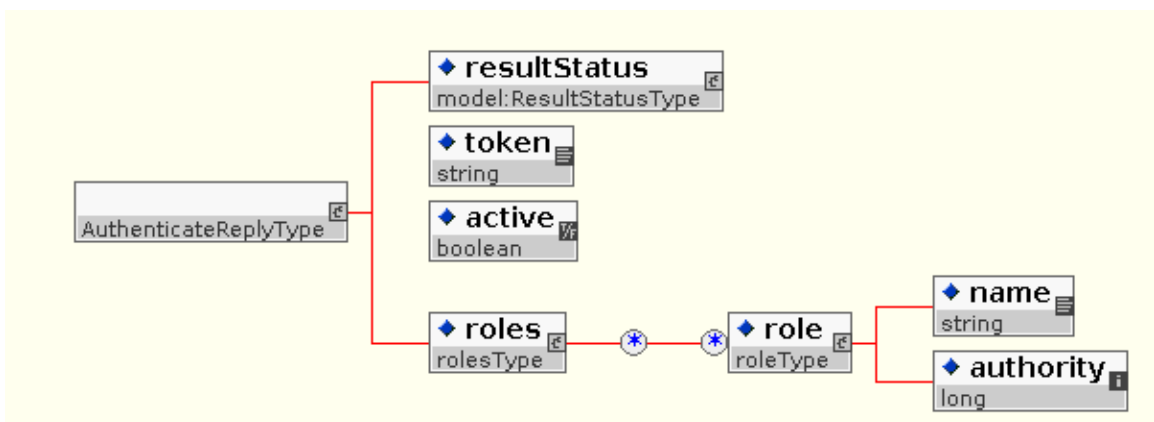 resultStatus
model:ResultStatusType
token
string
active
boolean
AuthenticateReplyType
roles
rolesType
role
roleType
name
string
authority
long